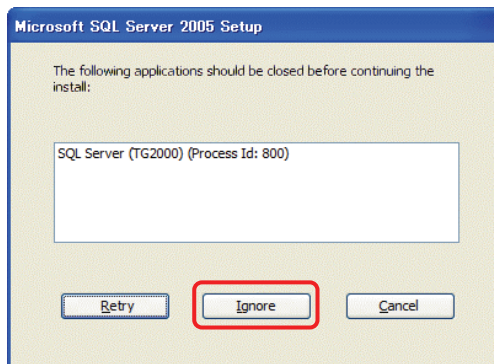 Microsoft SQL Server 2005 Setup
The following applications should be closed before continuing the
install:
SQL Server (TG2000) (Process Id: 800)
Retry
Ignore
Cancel